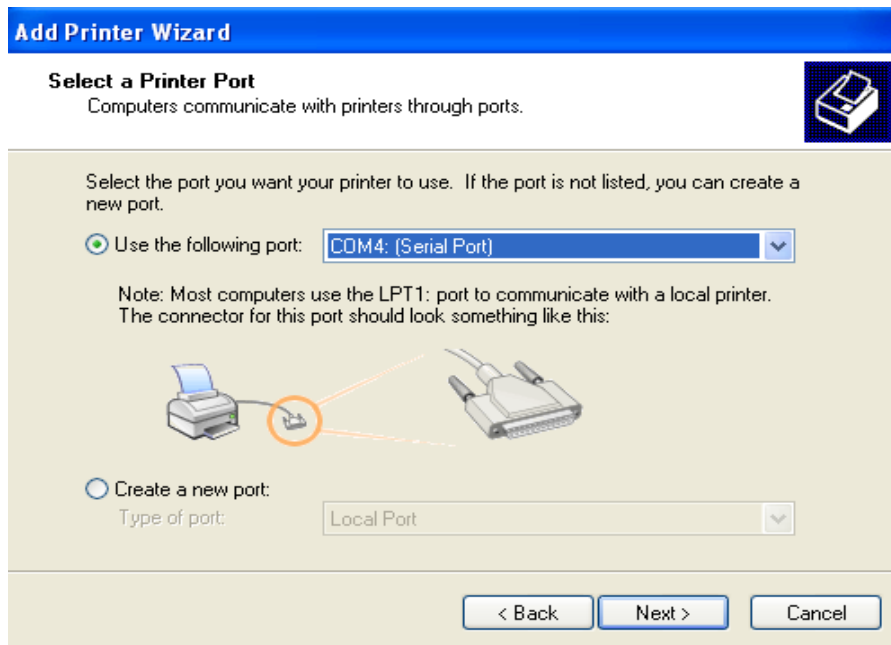 Add Printer Wizard
Select a Printer Port
Computers communicate with printers through ports.
Select the port you want your printer to use.  If the port is not listed, you can create a
new port.
Use the following port: COM4: (Serial Port)
Note: Most computers use the LPT1: port to communicate with a local printer.
The connector for this port should look something like this:
Create a new port:
Type of port: Local Port
< Back Next > Cancel